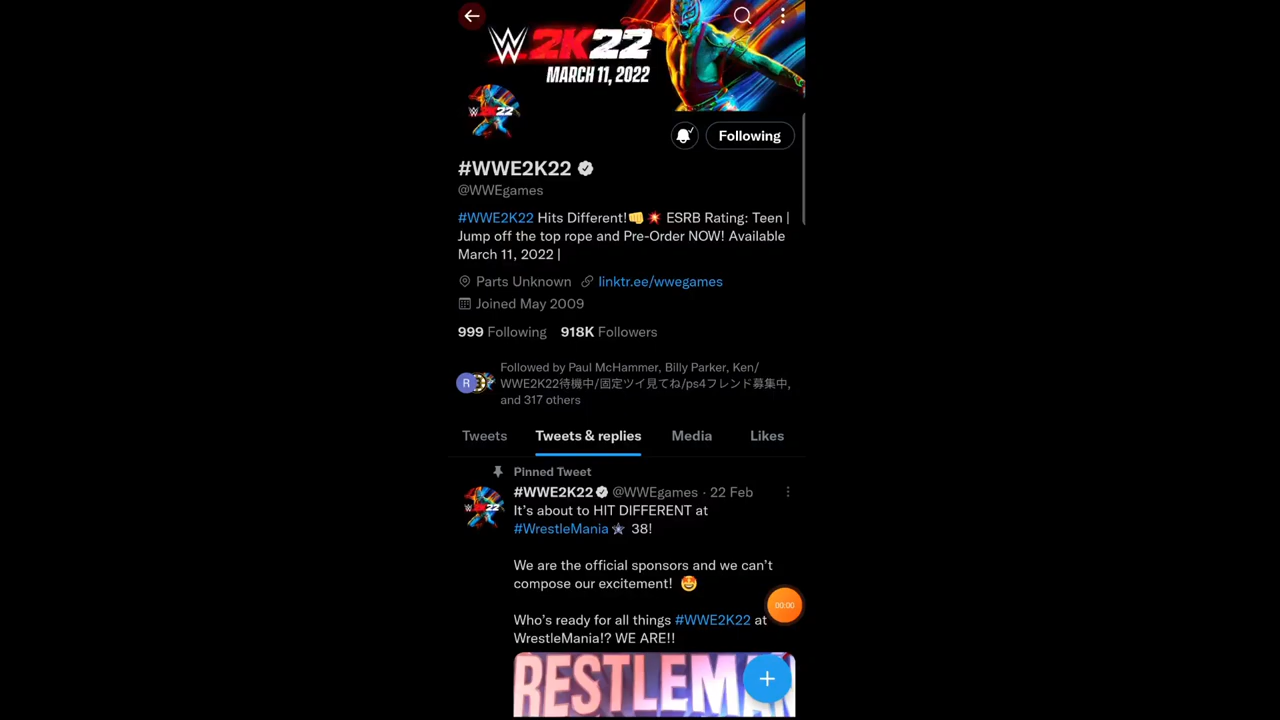 W 2K22
MARCH 11, 2022
W 2K22
Following
#WWE2K22
@WWEgames
#WWE2K22 Hits Different!👊💥 ESRB Rating: Teen |
Jump off the top rope and Pre-Order NOW! Available
March 11, 2022 |
Parts Unknown linktr.ee/wwegames
Joined May 2009
999 Following 918K Followers
Followed by Paul McHammer, Billy Parker, Ken/
R WWE2K22待機中/固定ツイ見てね/ps4フレンド募集中,
and 317 others
Tweets Tweets & replies Media Likes
Pinned Tweet
#WWE2K22 @WWEgames · 22 Feb
W 2K22 It's about to HIT DIFFERENT at
#WrestleMania 38!
We are the official sponsors and we can't
compose our excitement! 🤩
00:00
Who's ready for all things #WWE2K22 at
WrestleMania!? WE ARE!!
RESTLEMAN